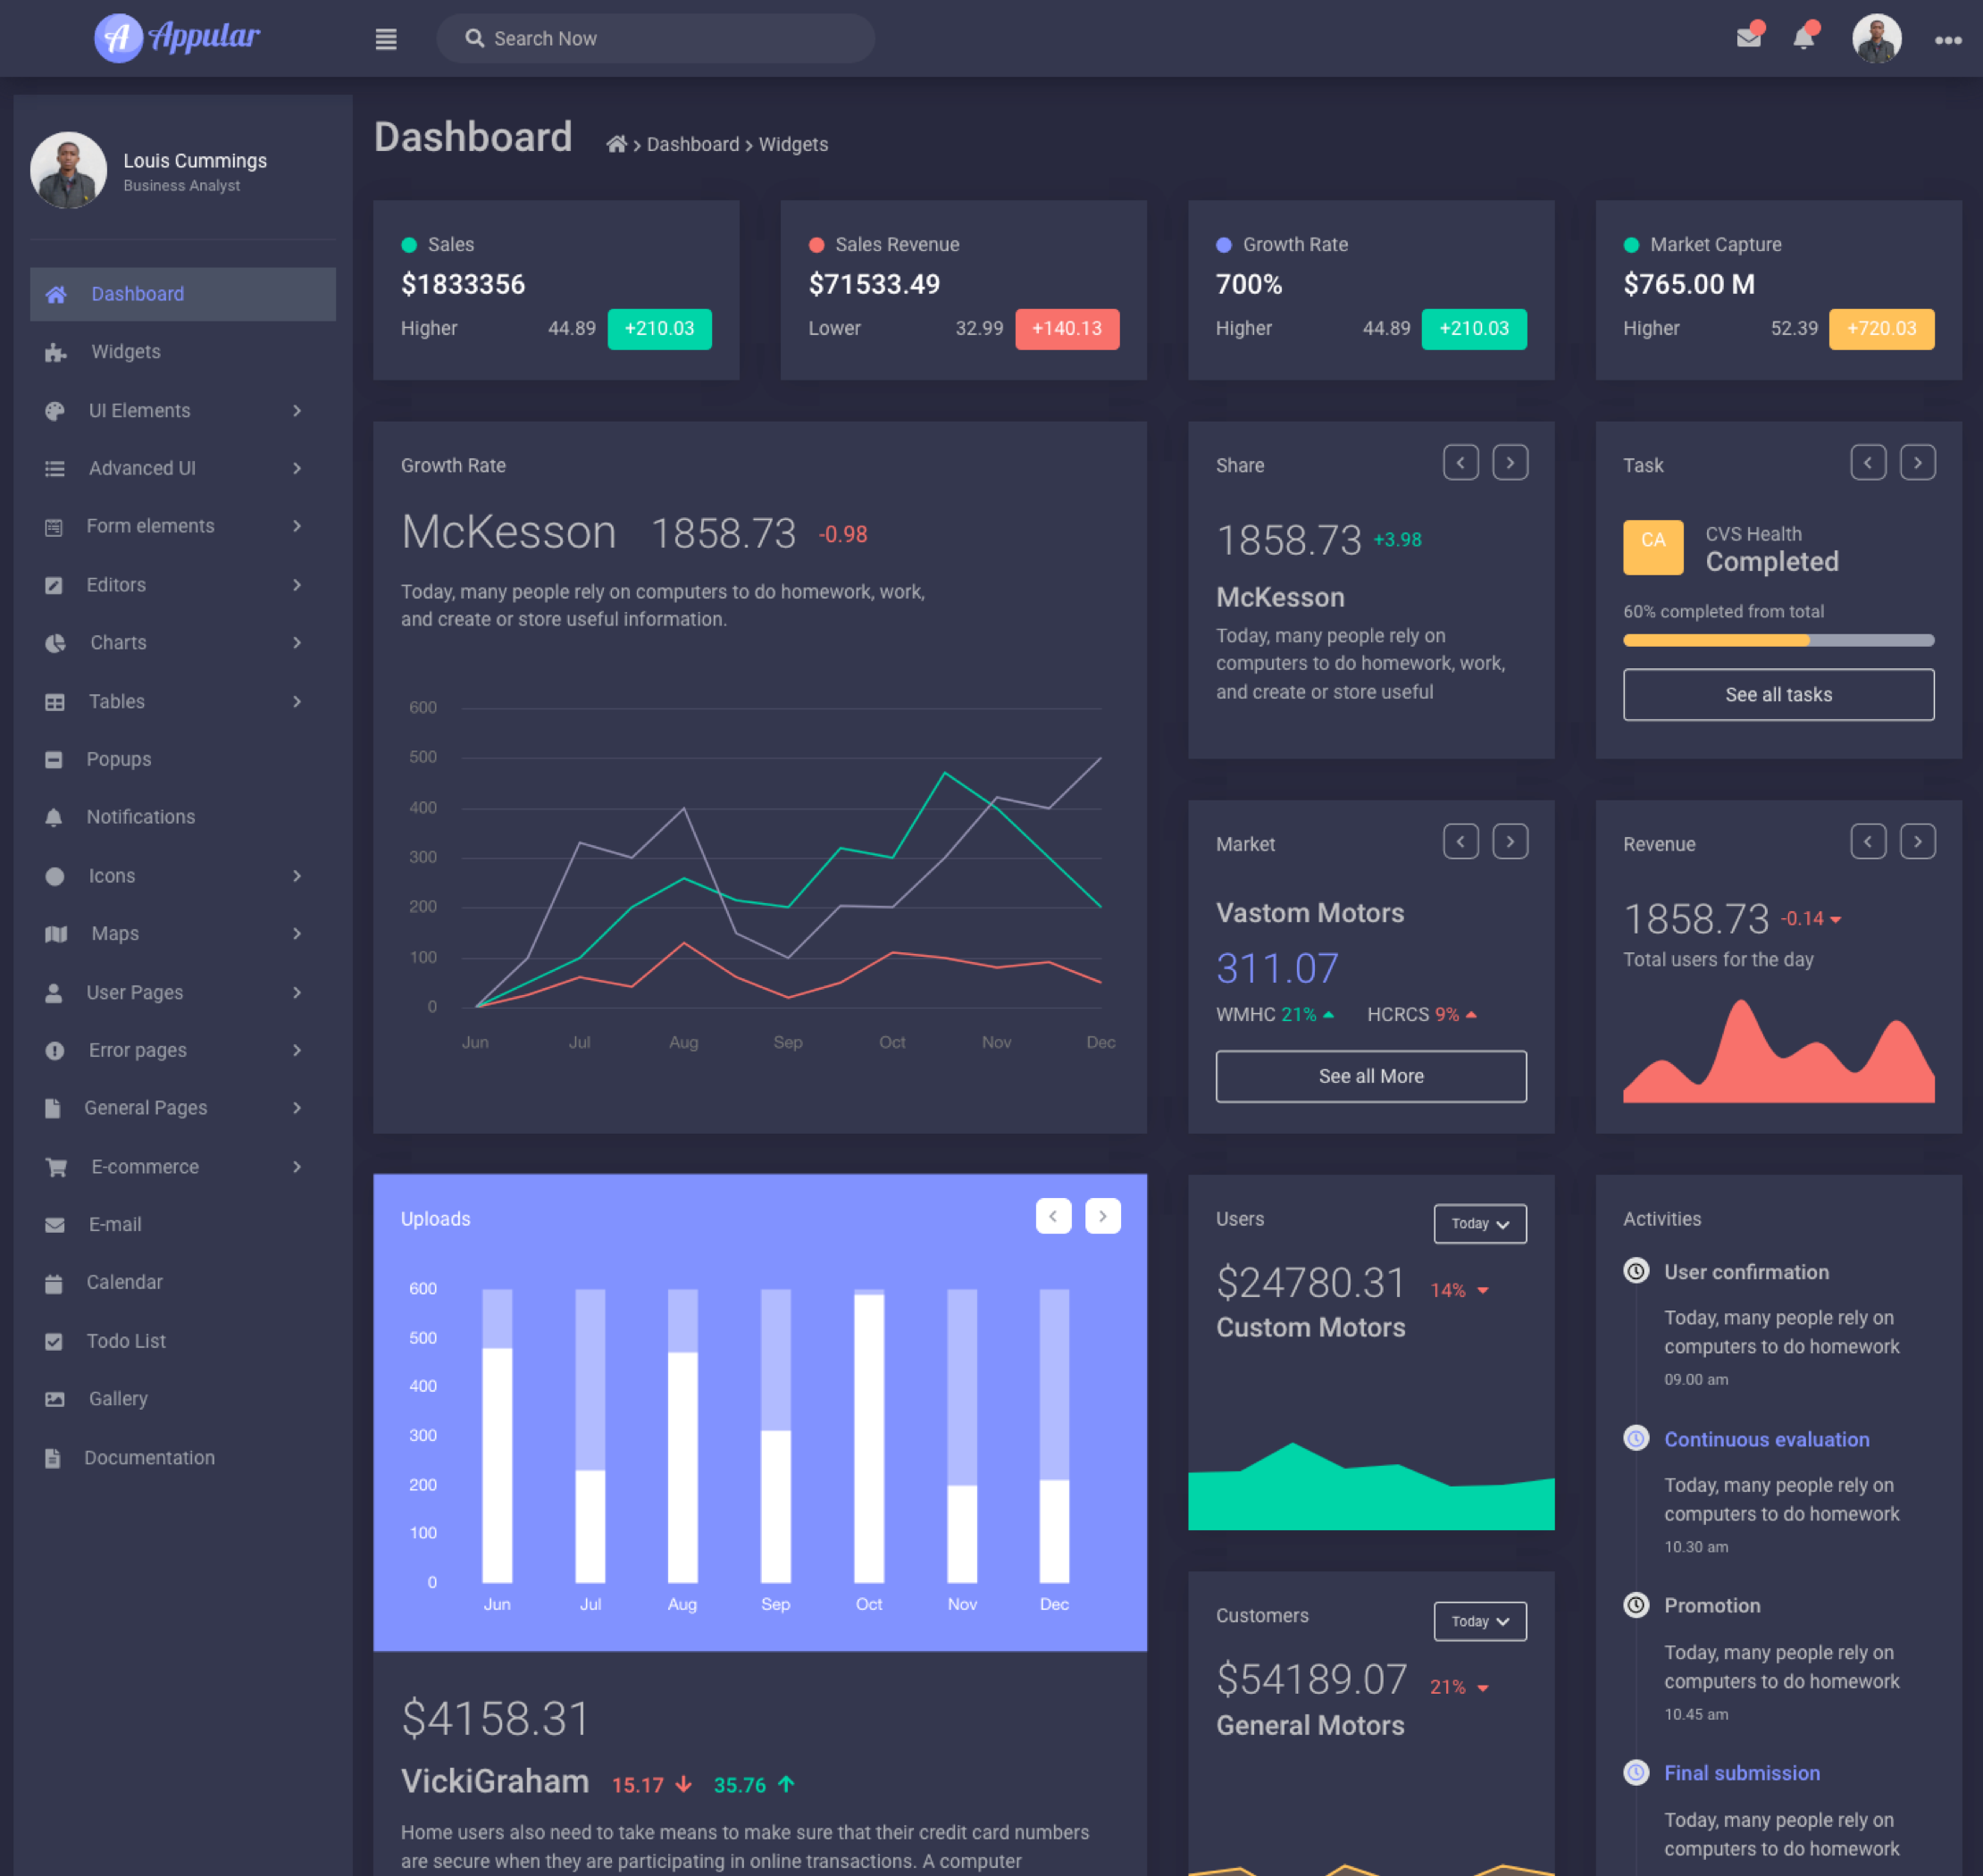 A Appular
Search Now
Louis Cummings
Business Analyst
Dashboard
Widgets
UI Elements
Advanced UI
Form elements
Editors
Charts
Tables
Popups
Notifications
Icons
Maps
User Pages
Error pages
General Pages
E-commerce
E-mail
Calendar
Todo List
Gallery
Documentation
Dashboard
Dashboard > Widgets
Sales
$1833356
Higher 44.89 +210.03
Sales Revenue
$71533.49
Lower 32.99 +140.13
Growth Rate
700%
Higher 44.89 +210.03
Market Capture
$765.00 M
Higher 52.39 +720.03
Growth Rate
McKesson 1858.73 -0.98
Today, many people rely on computers to do homework, work,
and create or store useful information.
600
500
400
300
200
100
0
Jun Jul Aug Sep Oct Nov Dec
Share
1858.73 +3.98
McKesson
Today, many people rely on
computers to do homework, work,
and create or store useful
Task
CA
CVS Health
Completed
60% completed from total
See all tasks
Market
Vastom Motors
311.07
WMHC 21% HCRCS 9%
See all More
Revenue
1858.73 -0.14
Total users for the day
Uploads
600
500
400
300
200
100
0
Jun Jul Aug Sep Oct Nov Dec
$4158.31
VickiGraham 15.17 35.76
Home users also need to take means to make sure that their credit card numbers
are secure when they are participating in online transactions. A computer
Users
Today
$24780.31 14%
Custom Motors
Customers
Today
$54189.07 21%
General Motors
Activities
User confirmation
Today, many people rely on
computers to do homework
09.00 am
Continuous evaluation
Today, many people rely on
computers to do homework
10.30 am
Promotion
Today, many people rely on
computers to do homework
10.45 am
Final submission
Today, many people rely on
computers to do homework